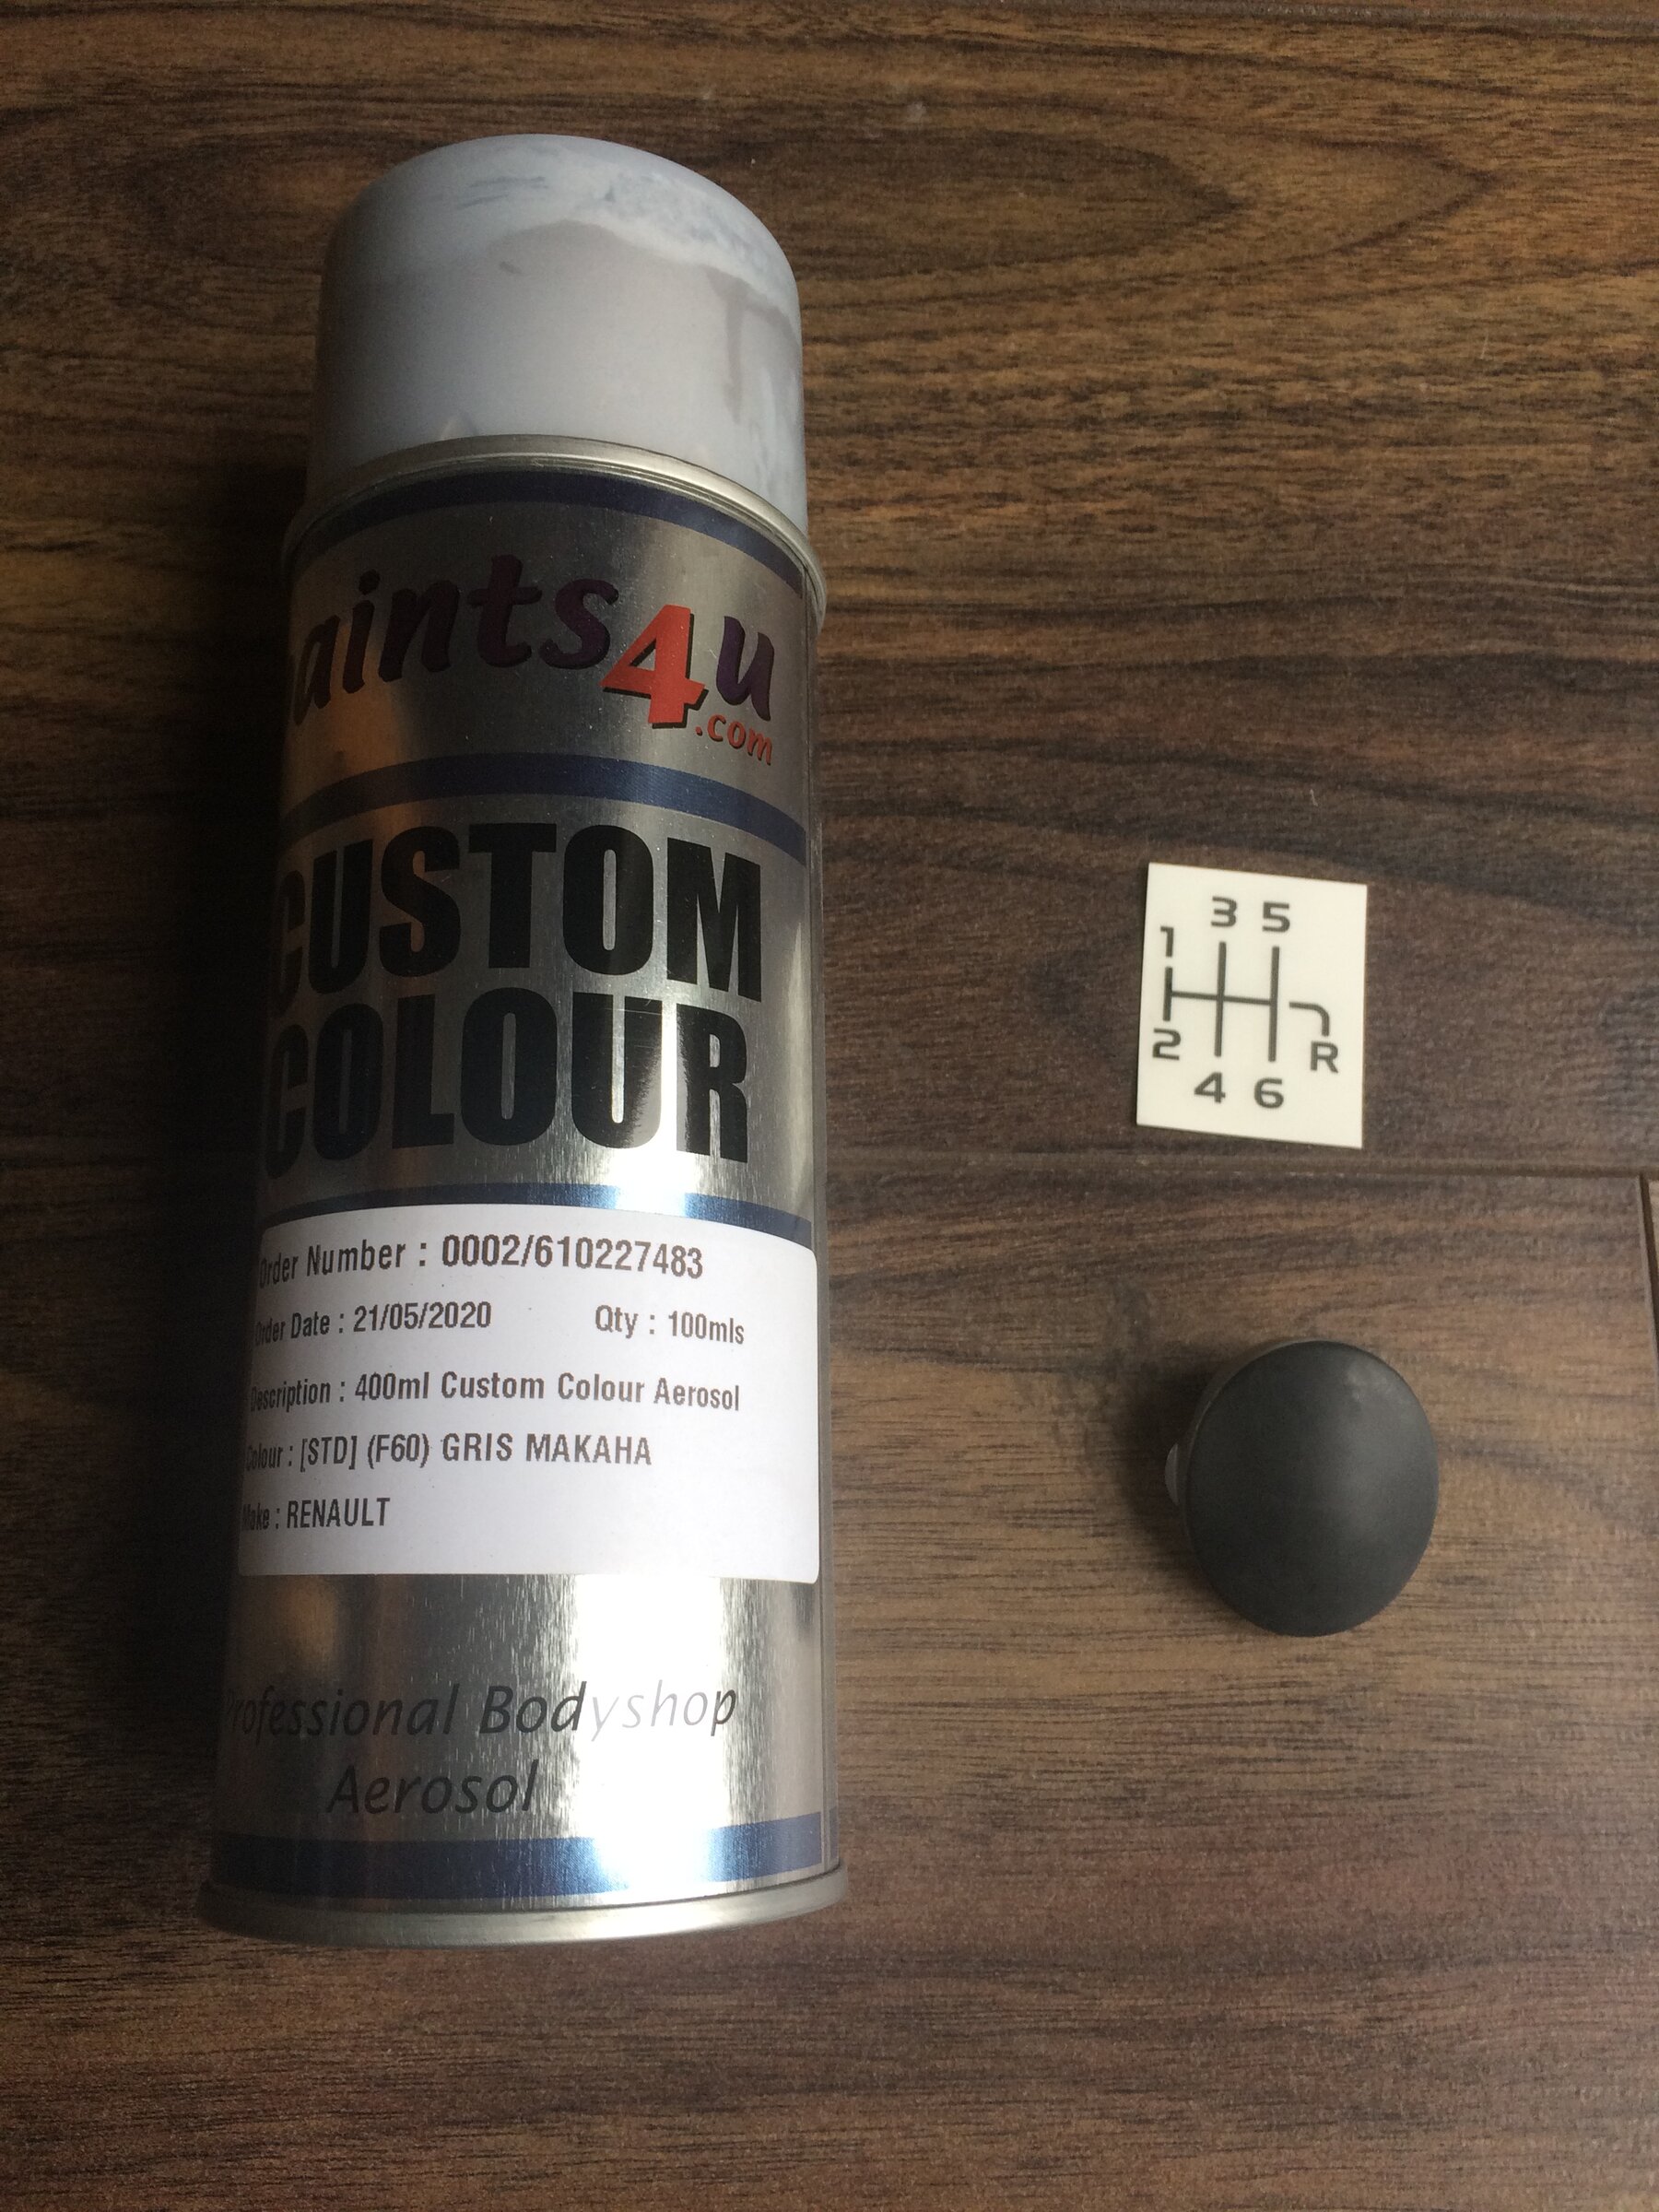 aints4u
.com
CUSTOM
COLOUR
Order Number : 0002/610227483
Order Date : 21/05/2020 Qty : 100mls
Description : 400ml Custom Colour Aerosol
Colour : [STD] (F60) GRIS MAKAHA
Make : RENAULT
Professional Bodyshop
Aerosol
3 5
1
2 R
4 6